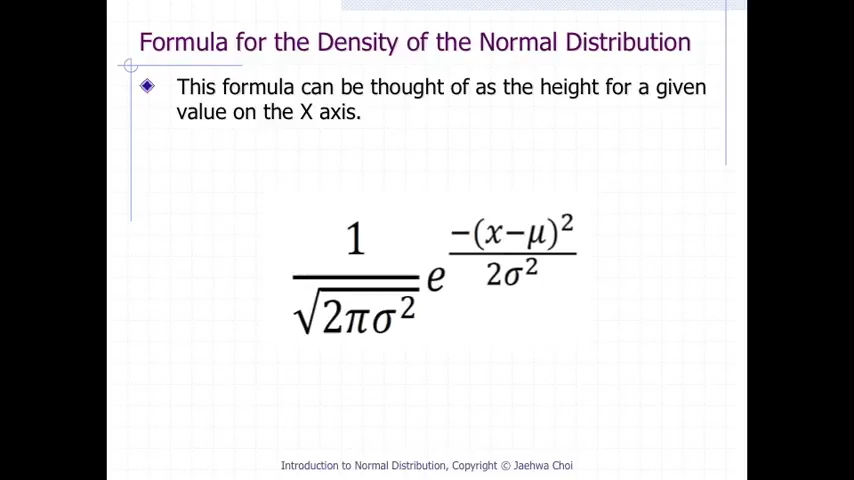 Formula for the Density of the Normal Distribution
This formula can be thought of as the height for a given
value on the X axis.
1
√2πσ² e −(x−μ)²
2σ²
Introduction to Normal Distribution, Copyright © Jaehwa Choi